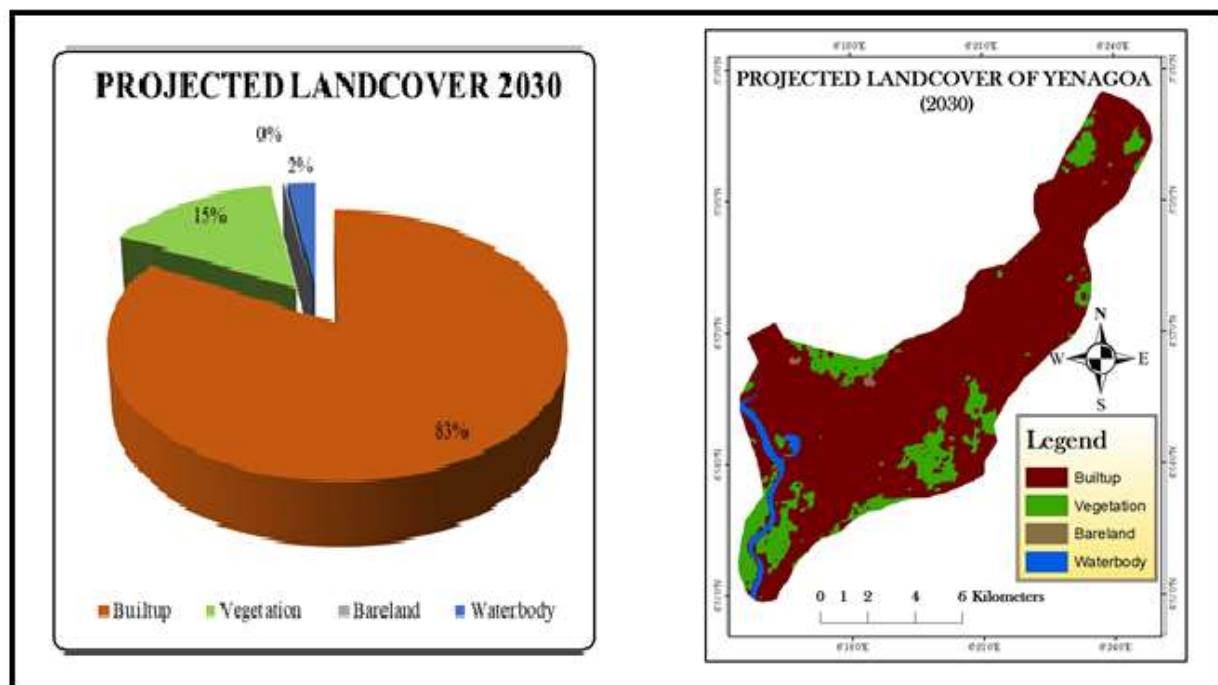 PROJECTED LANDCOVER 2030
0%
2%
15%
83%
Builtup Vegetation Bareland Waterbody
PROJECTED LANDCOVER OF YENAGOA
(2030)
N
W E
S
Legend
Builtup
Vegetation
Bareland
Waterbody
0 1 2 4 6 Kilometers